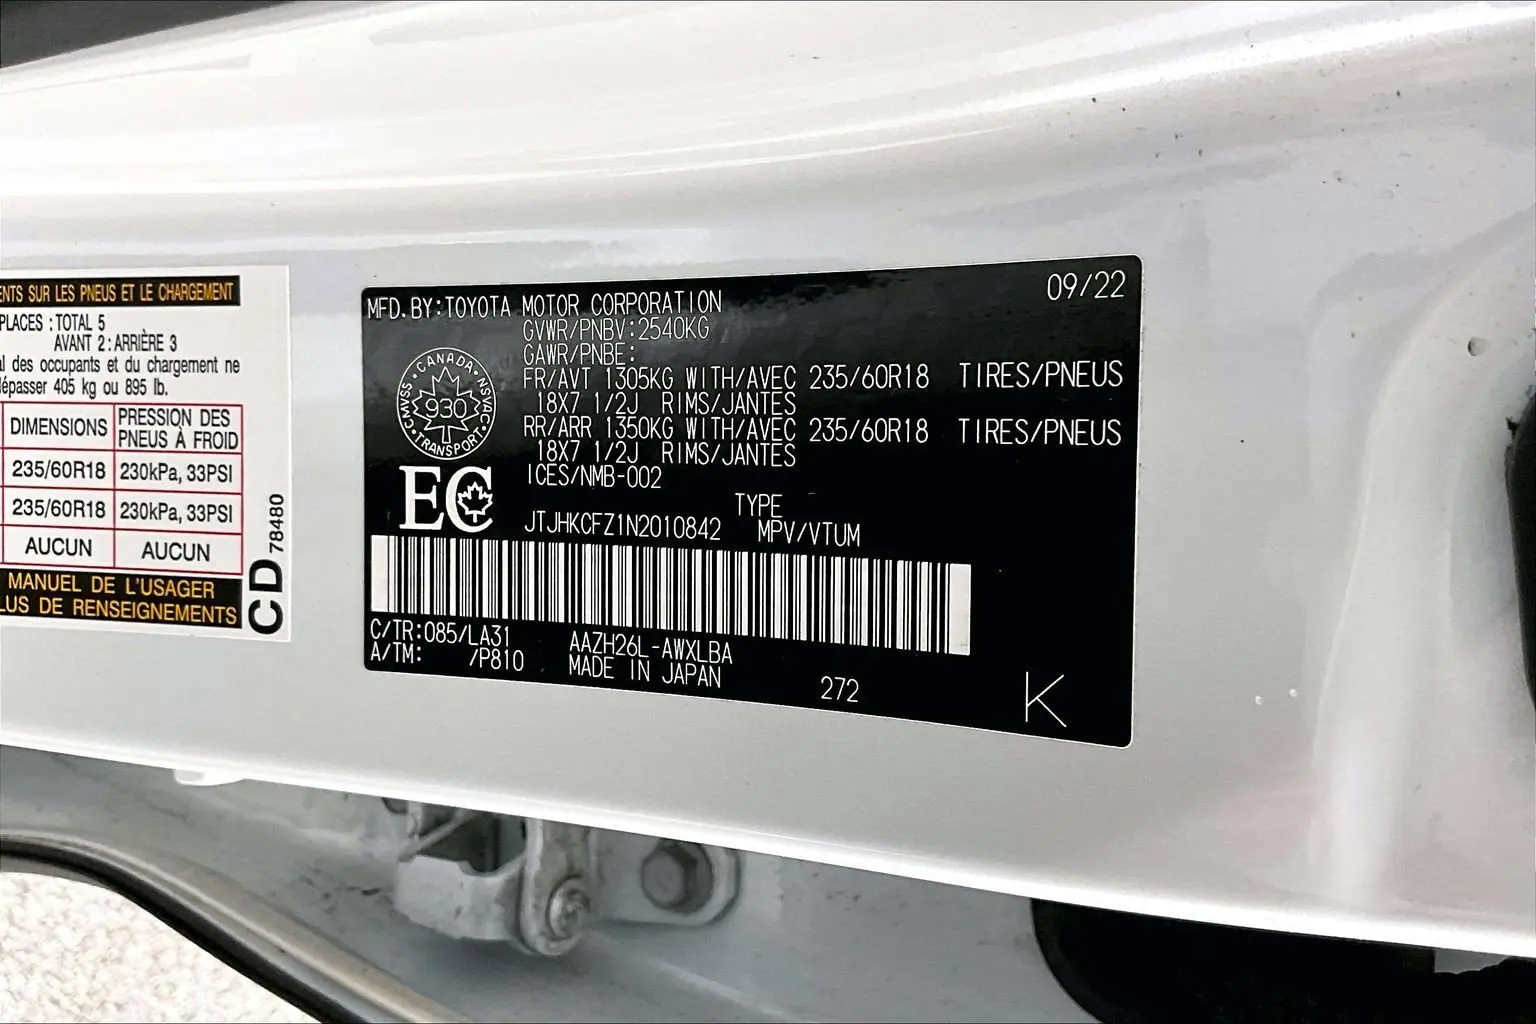 ENTS SUR LES PNEUS ET LE CHARGEMENT
PLACES : TOTAL 5
AVANT 2 : ARRIÈRE 3
al des occupants et du chargement ne
dépasser 405 kg ou 895 lb.
DIMENSIONS PRESSION DES PNEUS À FROID
235/60R18 230kPa, 33PSI
235/60R18 230kPa, 33PSI
AUCUN AUCUN
MANUEL DE L'USAGER
LUS DE RENSEIGNEMENTS
CD 78480
09/22
MFD.BY:TOYOTA MOTOR CORPORATION
GVWR/PNBV:2540KG
GAWR/PNBE:
FR/AVT 1305KG WITH/AVEC 235/60R18 TIRES/PNEUS
18X7 1/2J RIMS/JANTES
RR/ARR 1350KG WITH/AVEC 235/60R18 TIRES/PNEUS
18X7 1/2J RIMS/JANTES
ICES/NMB-002
CANADA
NSVAC
TRANSPORT
CMVSS
930
EC
TYPE
JTJHKCFZ1N2010842 MPV/VTUM
C/TR:085/LA31 AAZH26L-AWXLBA
A/TM: /P810 MADE IN JAPAN
272
K